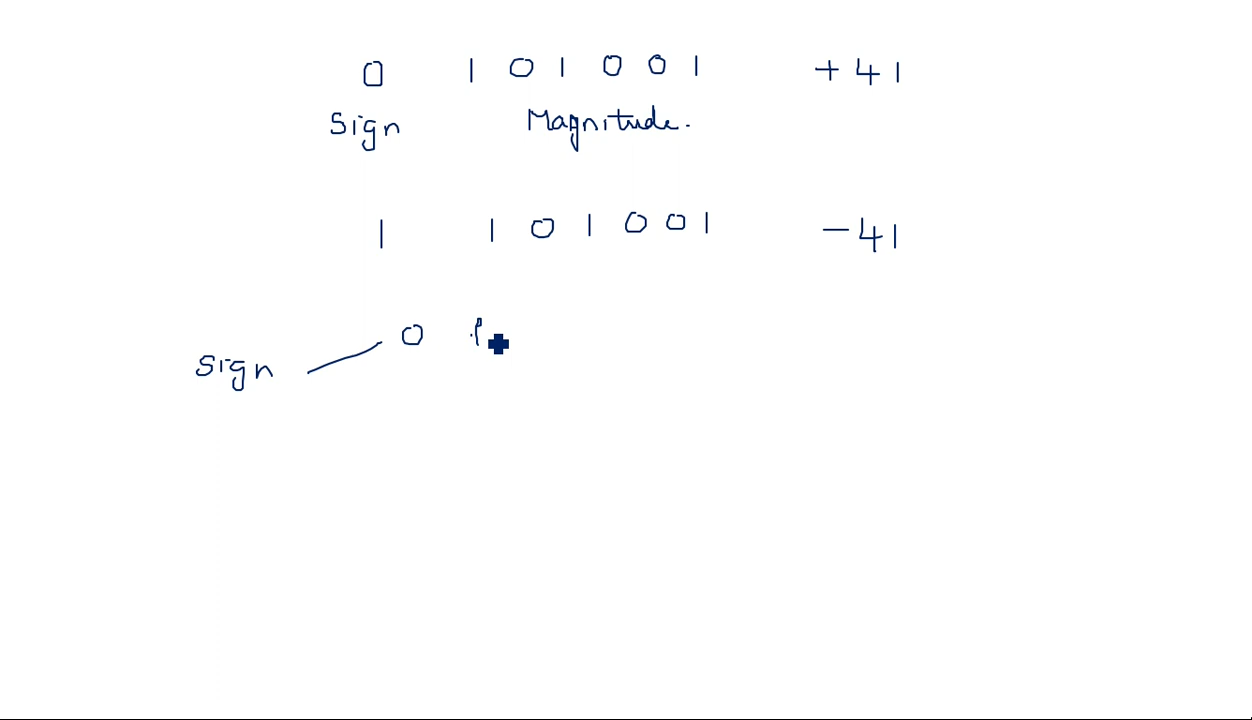 0 1 0 1 0 0 1 +41
Sign Magnitude.
1 1 0 1 0 0 1 -41
0
Sign